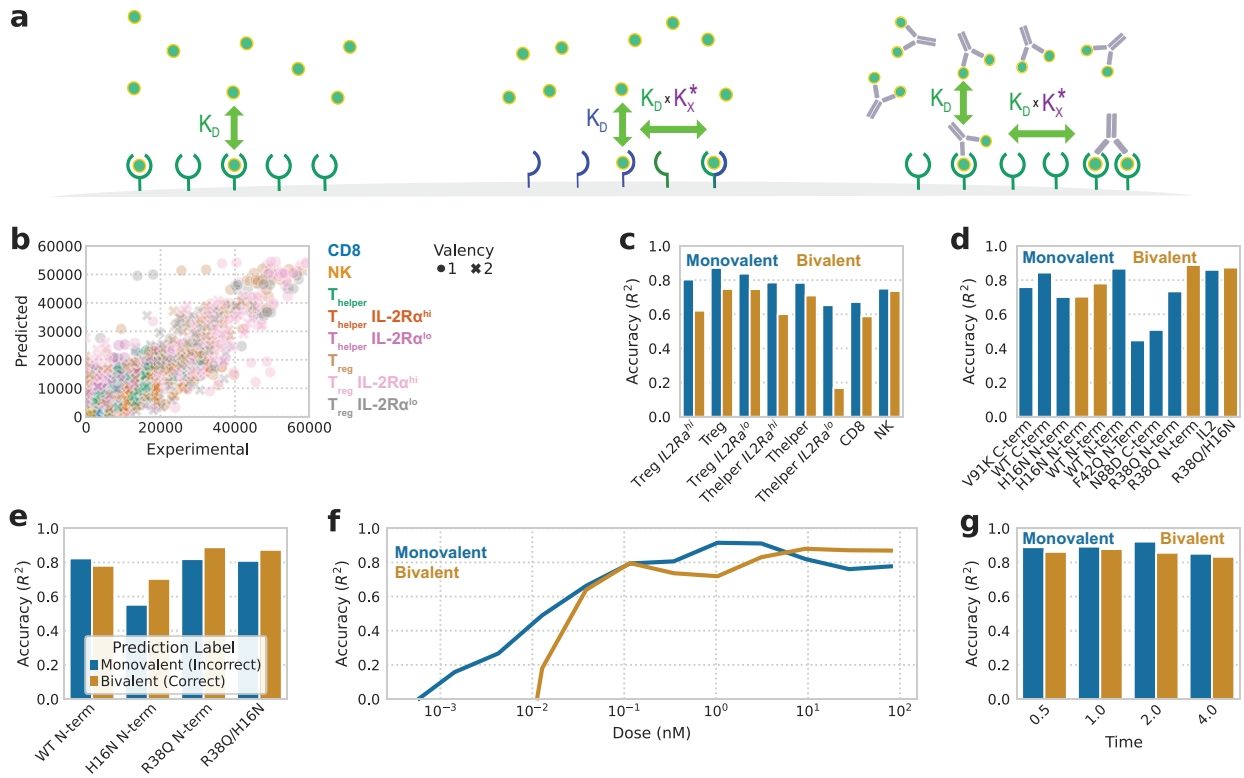 a
K_D
K_D
K_D x K_X*
K_D
K_D x K_X*
b
60000
50000
40000
30000
20000
10000
0
Predicted
0
20000
40000
60000
Experimental
CD8
NK
T_helper
T_helper IL-2Rα^hi
T_helper IL-2Rα^lo
T_reg
T_reg IL-2Rα^hi
T_reg IL-2Rα^lo
Valency
1
2
c
1.0
0.8
0.6
0.4
0.2
0.0
Accuracy (R²)
Monovalent
Bivalent
Treg IL2Ra^hi
Treg
Treg IL2Ra^lo
Thelper IL2Ra^hi
Thelper
Thelper IL2Ra^lo
CD8
NK
d
1.0
0.8
0.6
0.4
0.2
0.0
Accuracy (R²)
Monovalent
Bivalent
V91K C-term
WT C-term
H16N N-term
H16N N-term
WT N-term
WT N-term
F42Q N-Term
N88D C-term
R38Q N-term
R38Q N-term
IL2
R38Q/H16N
e
1.0
0.8
0.6
0.4
0.2
0.0
Accuracy (R²)
Prediction Label
Monovalent (Incorrect)
Bivalent (Correct)
WT N-term
H16N N-term
R38Q N-term
R38Q/H16N
f
1.0
0.8
0.6
0.4
0.2
0.0
Accuracy (R²)
Monovalent
Bivalent
10⁻³
10⁻²
10⁻¹
10⁰
10¹
10²
Dose (nM)
g
1.0
0.8
0.6
0.4
0.2
0.0
Accuracy (R²)
Monovalent
Bivalent
0.5
1.0
2.0
4.0
Time